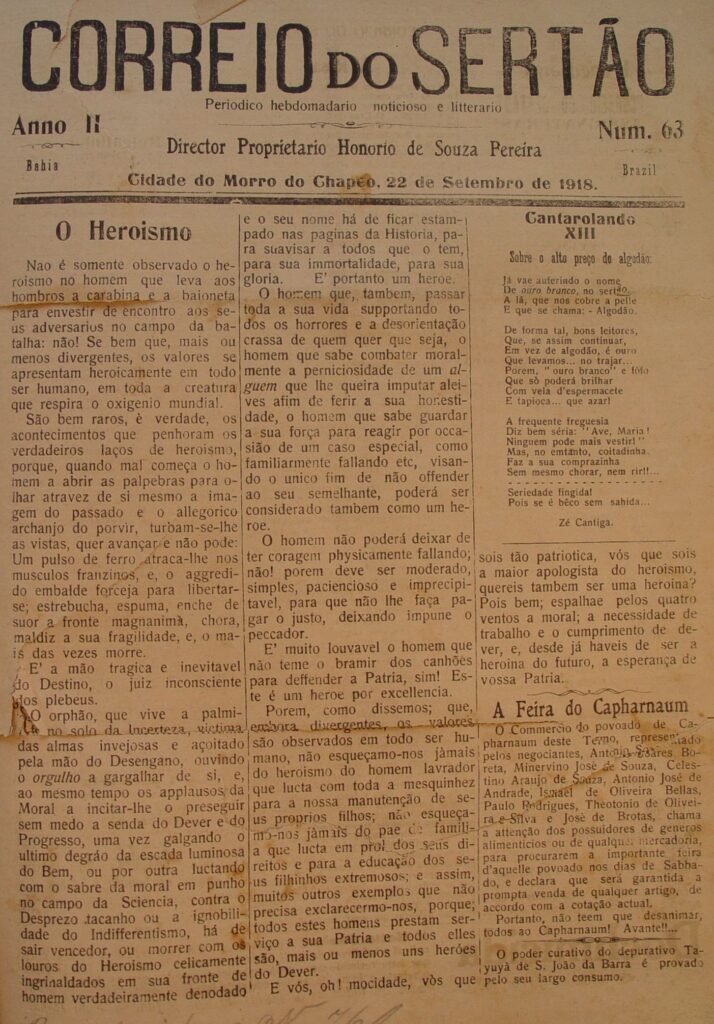 CORREIO DO SERTÃO
Periodico hebdomadario noticioso e litterario
Anno II
Num. 63
Director Proprietario Honorio de Souza Pereira
Bahia
Brazil
Cidade do Morro do Chapéo, 22 de Setembro de 1918.
O Heroismo
Nao é somente observado o he-
roismo no homem que leva aos
hombros a carabina e a baioneta
para envestir de encontro aos se-
us adversarios no campo da ba-
talha: não! Se bem que, mais ou
menos divergentes, os valores se
apresentam heroicamente em todo
ser humano, em toda a creatura
que respira o oxigenio mundial.
São bem raros, é verdade, os
acontecimentos que penhoram os
verdadeiros laços de heroismo,
porque, quando mal começa o ho-
mem a abrir as palpebras para o-
lhar atravez de si mesmo a ima-
gem do passado e o allegorico
archanjo do porvir, turbam-se-lhe
as vistas, quer avançar e não pode:
Um pulso de ferro atraca-lhe nos
musculos franzinos, e, o aggredi-
do embalde forceja para libertar-
se; estrebucha, espuma, enche de
suor a fronte magnanimà, chora,
maldiz a sua fragilidade, e, o ma-
is das vezes morre.
E' a mão tragica e inevitavel
do Destino, o juiz inconsciente
dos plebeus.
O orphão, que vive a palmi-
no solo da Incerteza, victima
das almas invejosas e açoitado
pela mão do Desengano, ouvindo
o orgulho a gargalhar de si, e,
ao mesmo tempo os applausos da
Moral a incitar-lhe o preseguir
sem medo a senda do Dever e do
Progresso, uma vez galgando o
ultimo degrão da escada luminosa
do Bem, ou por outra luctando
com o sabre da moral em punho
no campo da Sciencia, contra o
Desprezo tacanho ou a ignobili-
dade do Indifferentismo, há de
sair vencedor, ou morrer com os
louros do Heroismo celicamente
ingrinaldados em sua fronte de
homem verdadeiramente denodado
e o seu nome há de ficar estam-
pado nas paginas da Historia, pa-
ra suavisar a todos que o tem,
para sua immortalidade, para sua
gloria. E' portanto um heroe.
O homem que, tambem, passar
toda a sua vida supportando to-
dos os horrores e a desorientação
crassa de quem quer que seja, o
homem que sabe combater moral-
mente a perniciosidade de um al-
guem que lhe queira imputar alei-
ves afim de ferir a sua honesti-
dade, o homem que sabe guardar
a sua força para reagir por occa-
sião de um caso especial, como
familiarmente fallando etc, visan-
do o unico fim de não offender
ao seu semelhante, poderá ser
considerado tambem como um he-
roe.
O homem não poderá deixar de
ter coragem physicamente fallando;
não! porem deve ser moderado,
simples, paciencioso e imprecipi-
tavel, para que não lhe faça pa-
gar o justo, deixando impune o
peccador.
E' muito louvavel o homem que
não teme o bramir dos canhões
para deffender a Patria, sim! Es-
te é um heroe por excellencia.
Porem, como dissemos; que,
embora divergentes, os valores
são observados em todo ser hu-
mano, não esqueçamo-nos jámais
do heroismo do homem lavrador
que lucta com toda a mesquinhez
para a nossa manutenção de se-
us proprios filhos; não esqueça-
mo-nos jámais do pae de famili-
a que lucta em prol dos seus di-
reitos e para a educação dos se-
us filhinhos extremosos; e assim,
muitos outros exemplos que não
precisa exclarecermo-nos, porque;
todos estes homens prestam ser-
viço a sua Patria e todos elles
são, mais ou menos uns heróes
do Dever.
E vós, oh! mocidade, vòs que
Cantarolando
XIII
Sobre o alto preço do algodão:
Já vae auferindo o nome
De ouro branco, no sertão,
A lã, que nos cobre a pelle
E que se chama: - Algodão.
De forma tal, bons leitores,
Que, se assim continuar,
Em vez de algodão, é ouro
Que levamos... no trajar...
Porem, " ouro branco" e fôlo
Que sò poderá brilhar
Com vela d'espermacete
E tapioca... que azar!
A frequente freguesia
Diz bem séria: "Ave, Maria!
Ninguem pode mais vestir!"
Mas, no emtanto, coitadinha
Faz a sua comprazinha
Sem mesmo chorar, nem rir!!...
Seriedade fingida!
Pois se é bêco sem sahida...
Zé Cantiga.
sois tão patriotica, vós que sois
a maior apologista do heroismo,
quereis tambem ser uma heroina?
Pois bem; espalhae pelos quatro
ventos a moral; a necessidade de
trabalho e o cumprimento de de-
ver, e, desde já haveis de ser a
heroina do futuro, a esperança de
vossa Patria.
A Feira do Capharnaum
O Commercio do povoado de Ca-
pharnaum deste Termo, representado
pelos negociantes, Antonio Soares Bo-
reta, Minervino José de Souza, Celes-
tino Araujo de Souza, Antonio José de
Andrade, Ismael de Oliveira Bellas,
Paulo Rodrigues, Theotonio de Olivei-
ra e Silva e José de Brotas, chama
a attenção dos possuidores de generos
alimenticios ou de qualquer mercadoria,
para procurarem a importante feira
d'aquelle povoado nos dias de Sabba-
do, e declara que será garantida a
prompta venda de qualquer artigo, de
accordo com a cotação actual.
Portanto, não teem que desanimar,
todos ao Capharnaum! Avante!!...
O poder curativo do depurativo Ta-
yuyà de S. João da Barra é provado
pelo seu largo consumo.